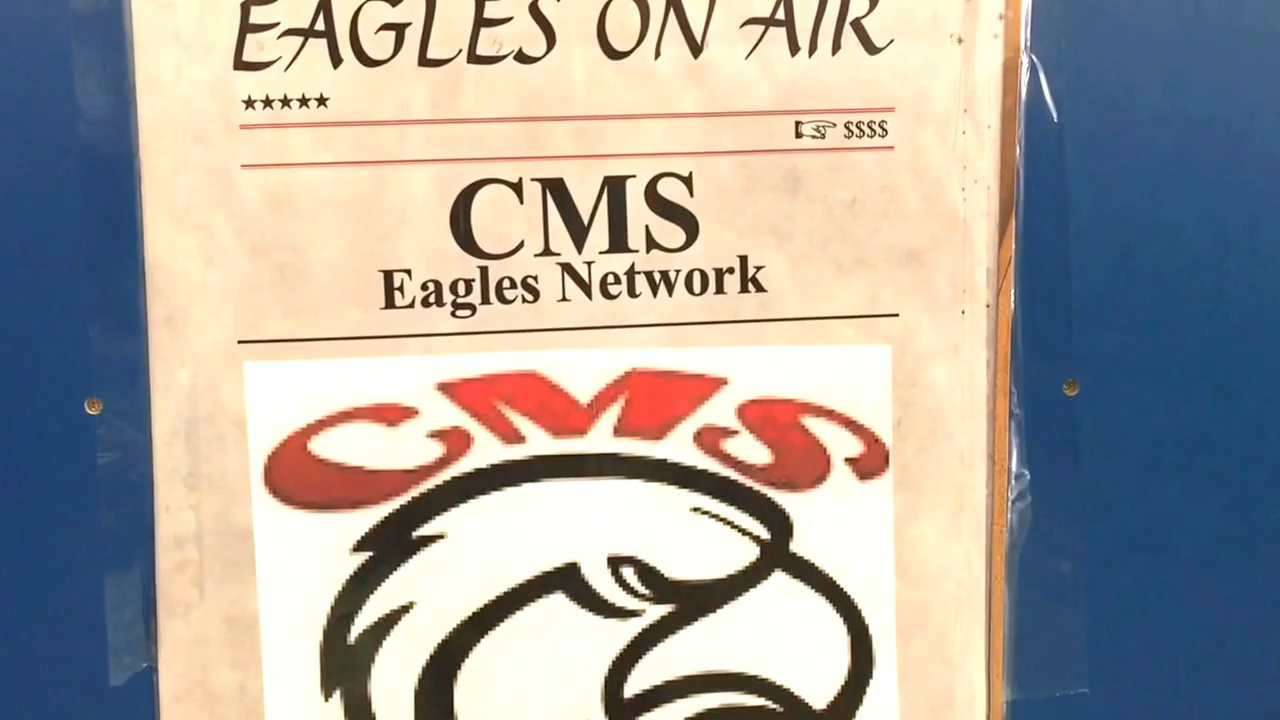 EAGLES ON AIR
★★★★★
☞ $$$$
CMS
Eagles Network
CMS